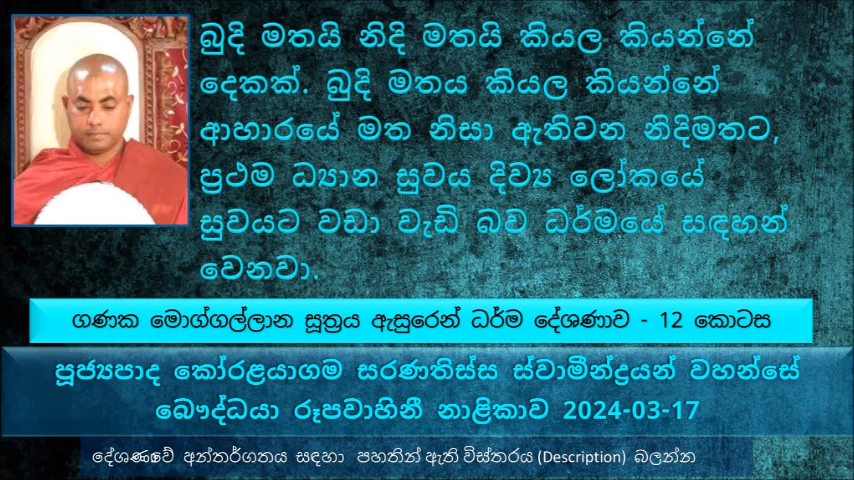 බුදි මතයි නිදි මතයි කියල කියන්නේ
දෙකක්. බුදි මතය කියල කියන්නේ
ආහාරයේ මත නිසා ඇතිවන නිදිමතට,
ප්‍රථම ධ්‍යාන සුවය දිව්‍ය ලෝකයේ
සුවයට වඩා වැඩි බව ධර්මයේ සඳහන්
වෙනවා.
ගණක මොග්ගල්ලාන සූත්‍රය ඇසුරෙන් ධර්ම දේශණාව - 12 කොටස
පූජ්‍යපාද කෝරළයාගම සරණතිස්ස ස්වාමීන්ද්‍රයන් වහන්සේ
බෞද්ධයා රූපවාහිනී නාළිකාව 2024-03-17
දේශණාවේ අන්තර්ගතය සඳහා පහතින් ඇති විස්තරය (Description) බලන්න